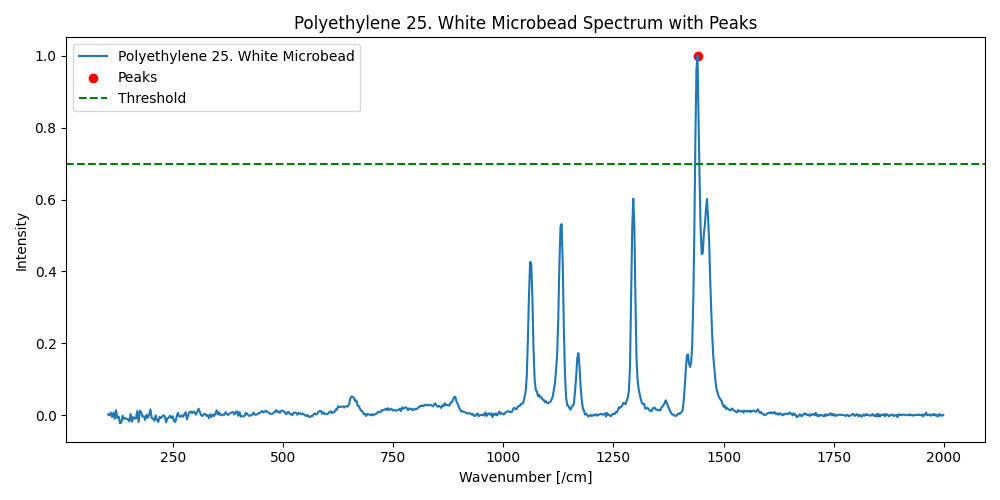 Polyethylene 25. White Microbead Spectrum with Peaks
Polyethylene 25. White Microbead
Peaks
Threshold
Intensity
1.0
0.8
0.6
0.4
0.2
0.0
250 500 750 1000 1250 1500 1750 2000
Wavenumber [/cm]